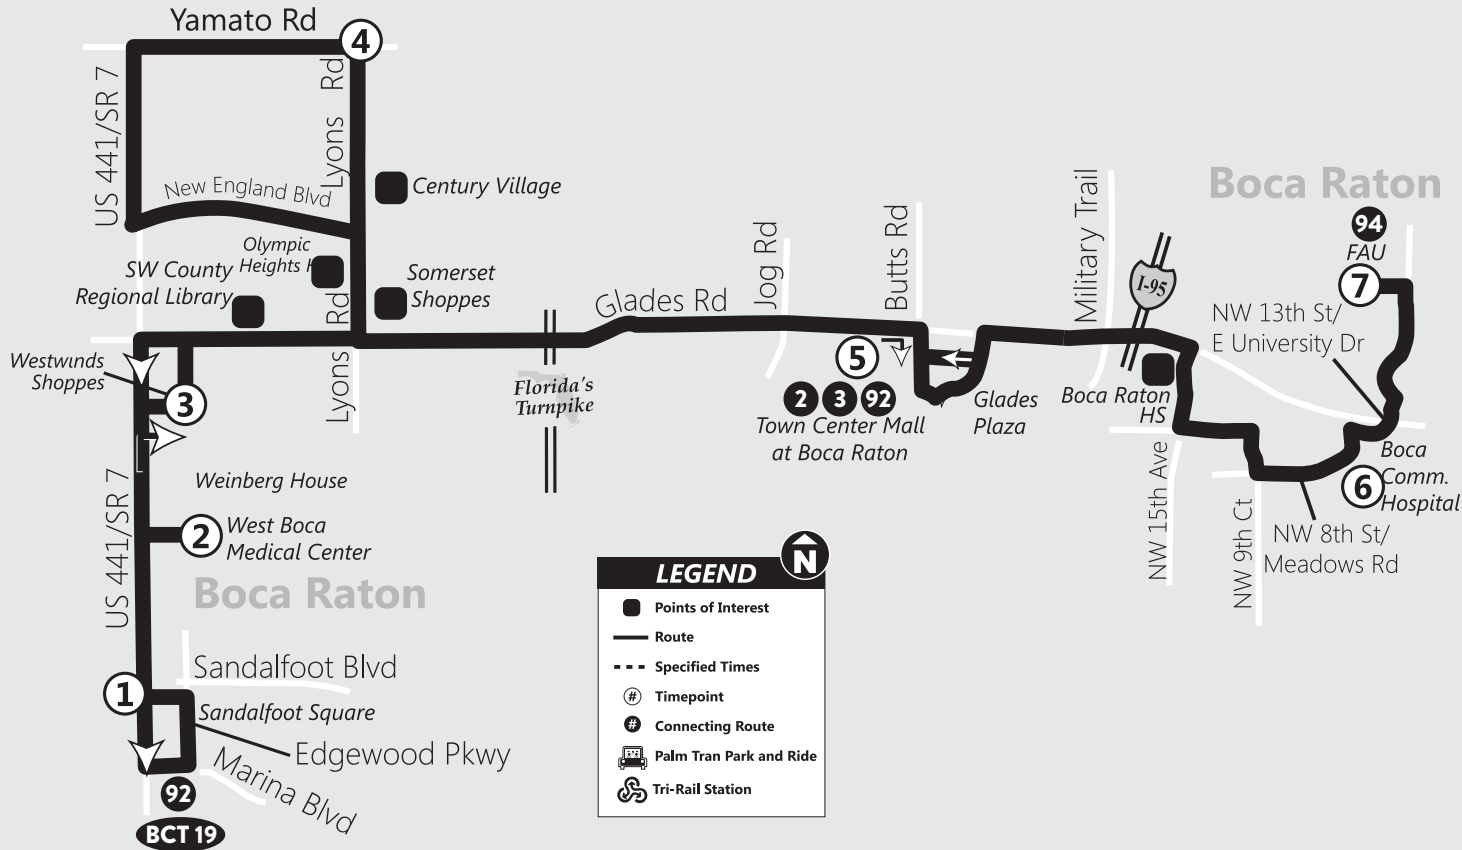 Yamato Rd
4
US 441/SR 7
Lyons Rd
New England Blvd
Century Village
Olympic
Heights
SW County
Regional Library
Somerset
Shoppes
Lyons Rd
Glades Rd
Jog Rd
Butts Rd
Military Trail
I-95
Boca Raton
94
FAU
7
NW 13th St/
E University Dr
Westwinds
Shoppes
3
Florida's
Turnpike
5
2
3
92
Town Center Mall
at Boca Raton
Glades
Plaza
Boca Raton
HS
NW 15th Ave
NW 9th Ct
NW 8th St/
Meadows Rd
6
Boca
Comm.
Hospital
Weinberg House
US 441/SR 7
2
West Boca
Medical Center
Boca Raton
Sandalfoot Blvd
1
Sandalfoot Square
Edgewood Pkwy
Marina Blvd
92
BCT 19
N
LEGEND
Points of Interest
Route
Specified Times
# Timepoint
# Connecting Route
Palm Tran Park and Ride
Tri-Rail Station